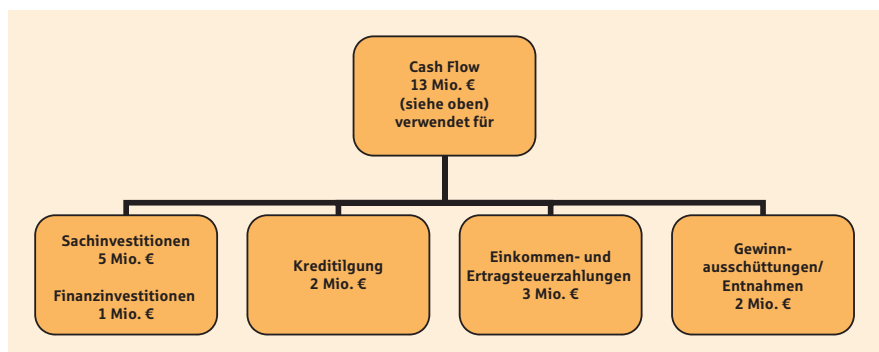 Cash Flow
13 Mio. €
(siehe oben)
verwendet für
Sachinvestitionen
5 Mio. €
Finanzinvestitionen
1 Mio. €
Kreditilgung
2 Mio. €
Einkommen- und
Ertragsteuerzahlungen
3 Mio. €
Gewinn-
ausschüttungen/
Entnahmen
2 Mio. €